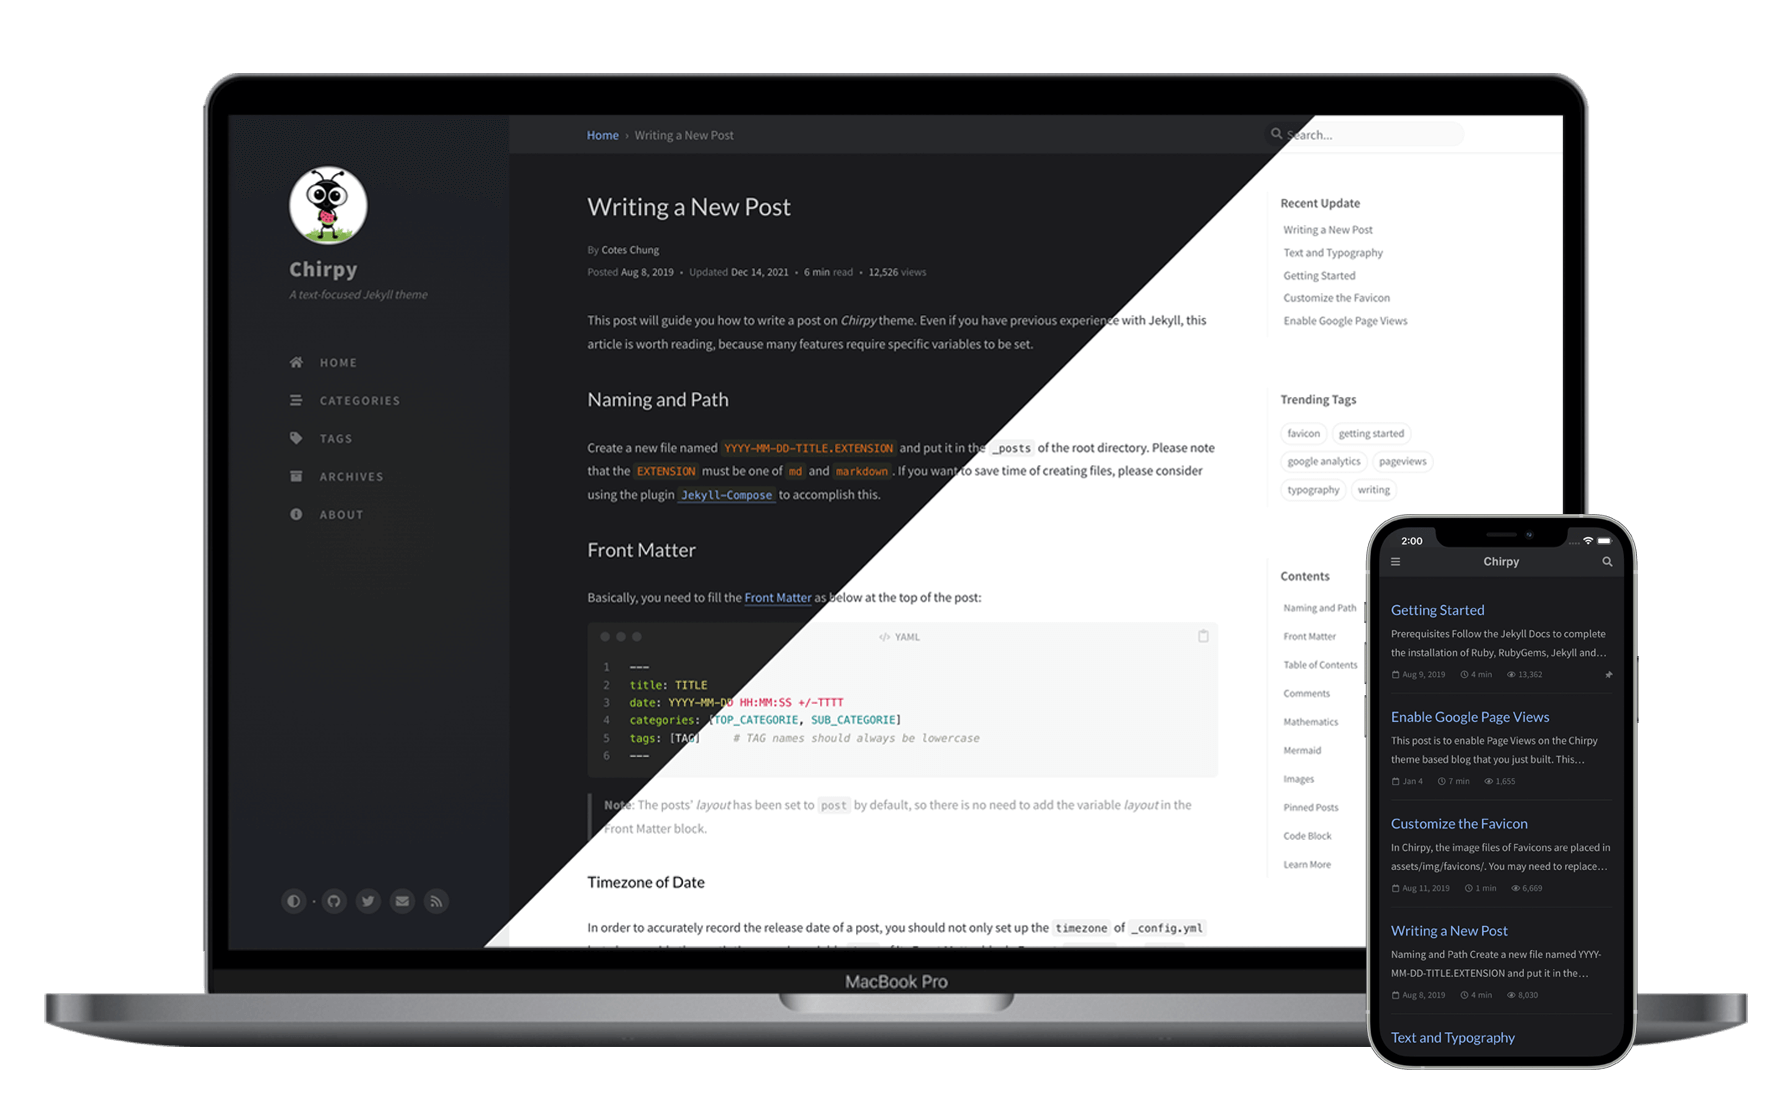 Chirpy
A text-focused Jekyll theme
HOME
CATEGORIES
TAGS
ARCHIVES
ABOUT
Home › Writing a New Post
Search...
Writing a New Post
By Cotes Chung
Posted Aug 8, 2019 • Updated Dec 14, 2021 • 6 min read • 12,526 views
This post will guide you how to write a post on Chirpy theme. Even if you have previous experience with Jekyll, this
article is worth reading, because many features require specific variables to be set.
Naming and Path
Create a new file named YYYY-MM-DD-TITLE.EXTENSION and put it in the _posts of the root directory. Please note
that the EXTENSION must be one of md and markdown. If you want to save time of creating files, please consider
using the plugin Jekyll-Compose to accomplish this.
Front Matter
Basically, you need to fill the Front Matter as below at the top of the post:
</> YAML
1 ---
2 title: TITLE
3 date: YYYY-MM-DD HH:MM:SS +/-TTTT
4 categories: [TOP_CATEGORIE, SUB_CATEGORIE]
5 tags: [TAG] # TAG names should always be lowercase
6 ---
Note: The posts' layout has been set to post by default, so there is no need to add the variable layout in the
Front Matter block.
Timezone of Date
In order to accurately record the release date of a post, you should not only set up the timezone of _config.yml
Recent Update
Writing a New Post
Text and Typography
Getting Started
Customize the Favicon
Enable Google Page Views
Trending Tags
favicon getting started
google analytics pageviews
typography writing
Contents
Naming and Path
Front Matter
Table of Contents
Comments
Mathematics
Mermaid
Images
Pinned Posts
Code Block
Learn More
MacBook Pro
2:00
Chirpy
Getting Started
Prerequisites Follow the Jekyll Docs to complete
the installation of Ruby, RubyGems, Jekyll and...
Aug 9, 2019 4 min 13,362
Enable Google Page Views
This post is to enable Page Views on the Chirpy
theme based blog that you just built. This...
Jan 4 7 min 1,655
Customize the Favicon
In Chirpy, the image files of Favicons are placed in
assets/img/favicons/. You may need to replace...
Aug 11, 2019 1 min 6,669
Writing a New Post
Naming and Path Create a new file named YYYY-
MM-DD-TITLE.EXTENSION and put it in the...
Aug 8, 2019 4 min 8,030
Text and Typography